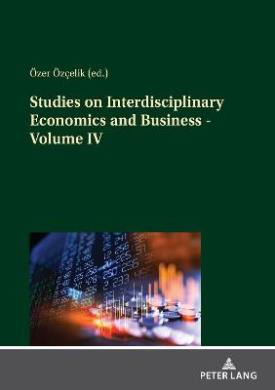 Özer Özçelik (ed.)
Studies on Interdisciplinary
Economics and Business -
Volume IV
PETER LANG